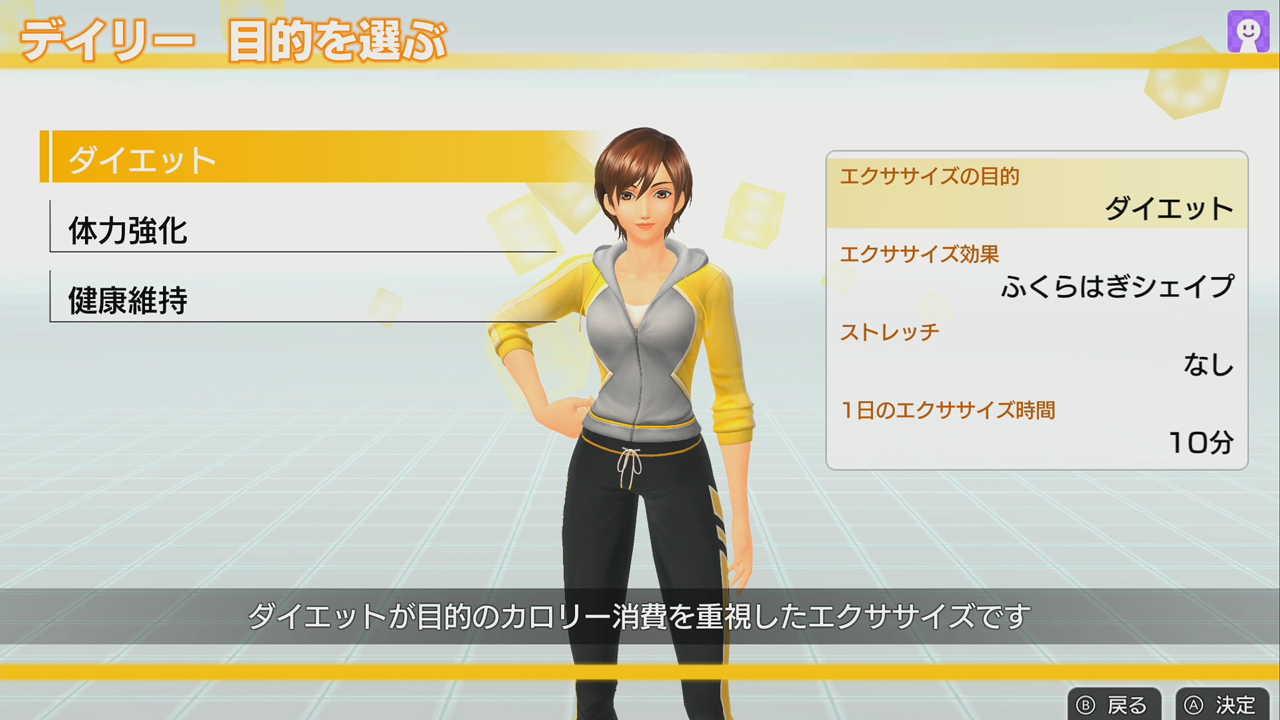 デイリー 目的を選ぶ
ダイエット
体力強化
健康維持
エクササイズの目的
ダイエット
エクササイズ効果
ふくらはぎシェイプ
ストレッチ
なし
1日のエクササイズ時間
10分
ダイエットが目的のカロリー消費を重視したエクササイズです
B 戻る
A 決定